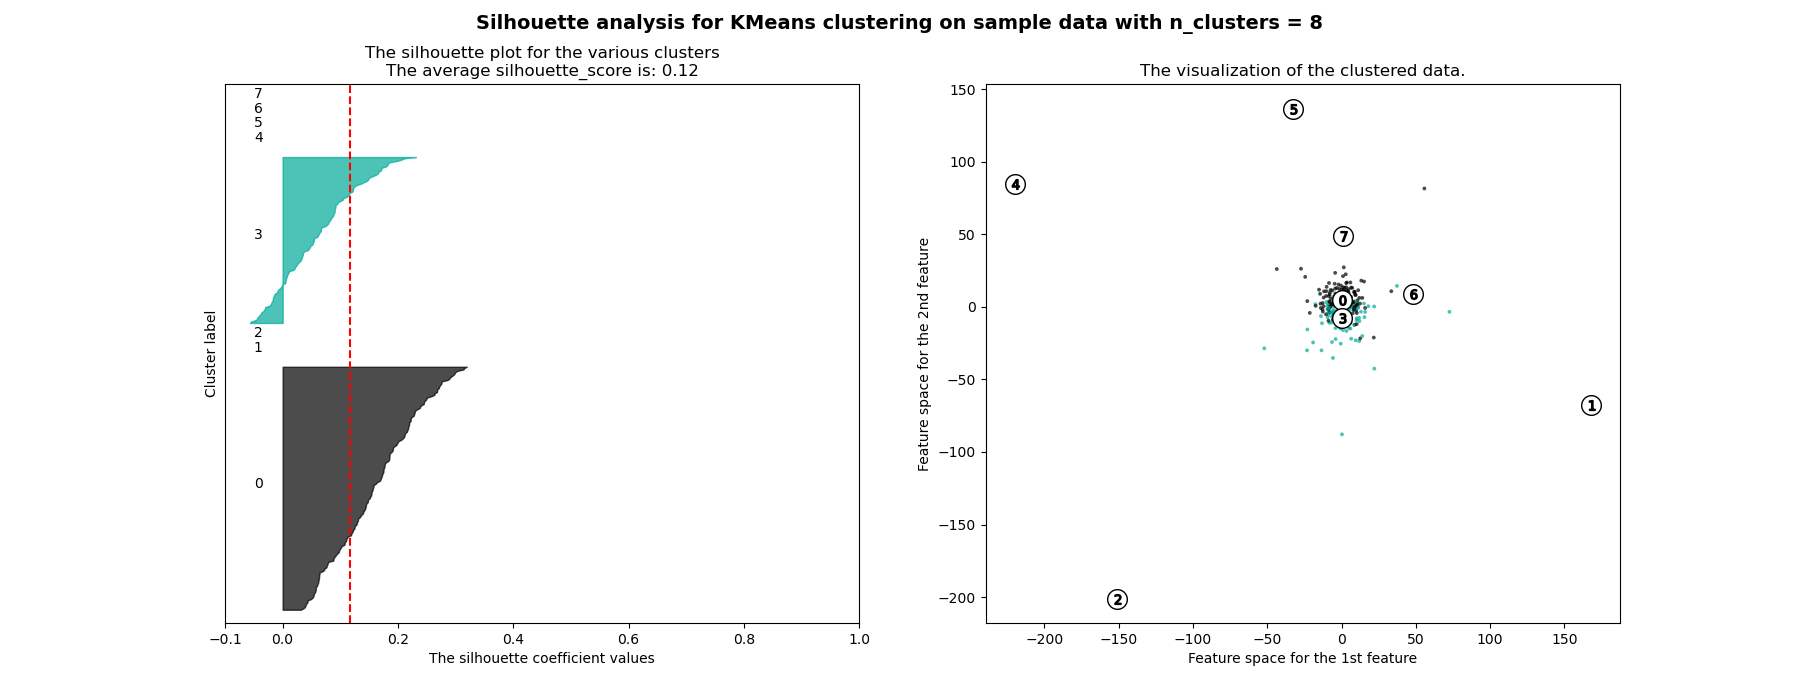 Silhouette analysis for KMeans clustering on sample data with n_clusters = 8
The silhouette plot for the various clusters
The average silhouette_score is: 0.12
7
6
5
4
3
2
1
0
Cluster label
−0.1 0.0 0.2 0.4 0.6 0.8 1.0
The silhouette coefficient values
The visualization of the clustered data.
150
100
50
0
−50
−100
−150
−200
Feature space for the 2nd feature
5
4
7
6
0
3
1
2
−200 −150 −100 −50 0 50 100 150
Feature space for the 1st feature